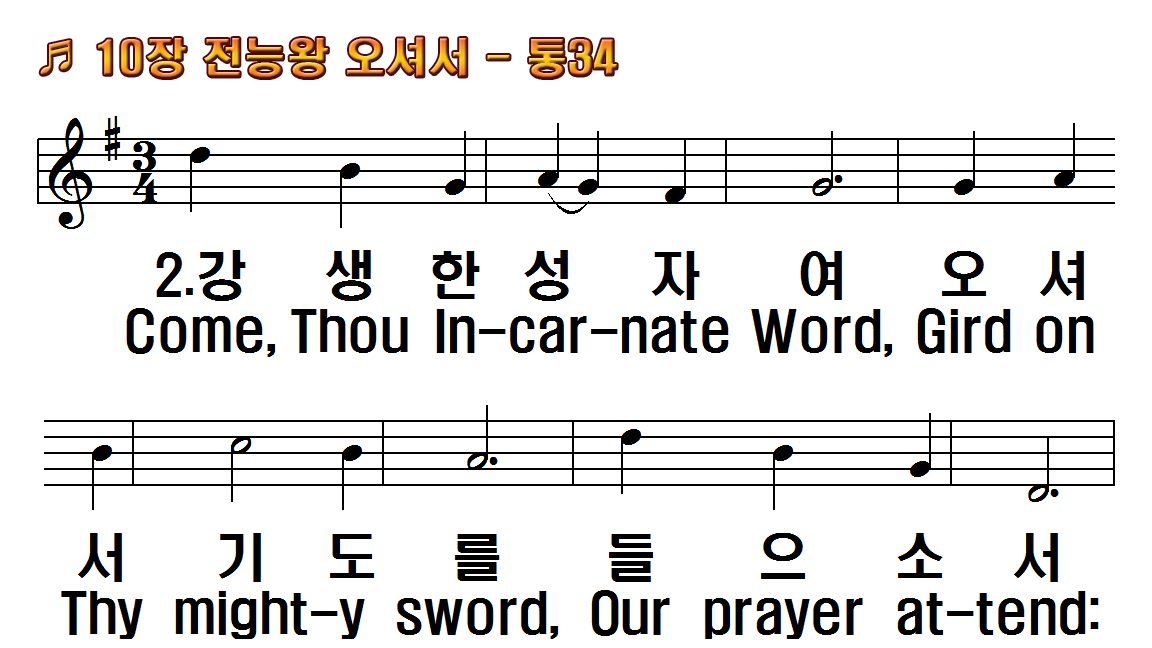 10장 전능왕 오셔서 - 통34
3
4
2.강 생 한 성 자 여 오 셔
Come, Thou In-car-nate Word, Gird on
서 기 도 를 들 으 소 서
Thy might-y sword, Our prayer at-tend: